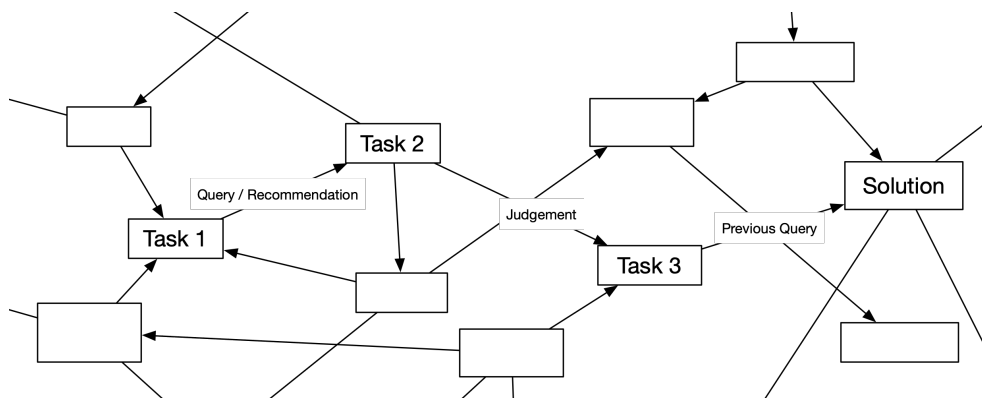 Task 2
Solution
Query / Recommendation
Judgement
Previous Query
Task 1
Task 3